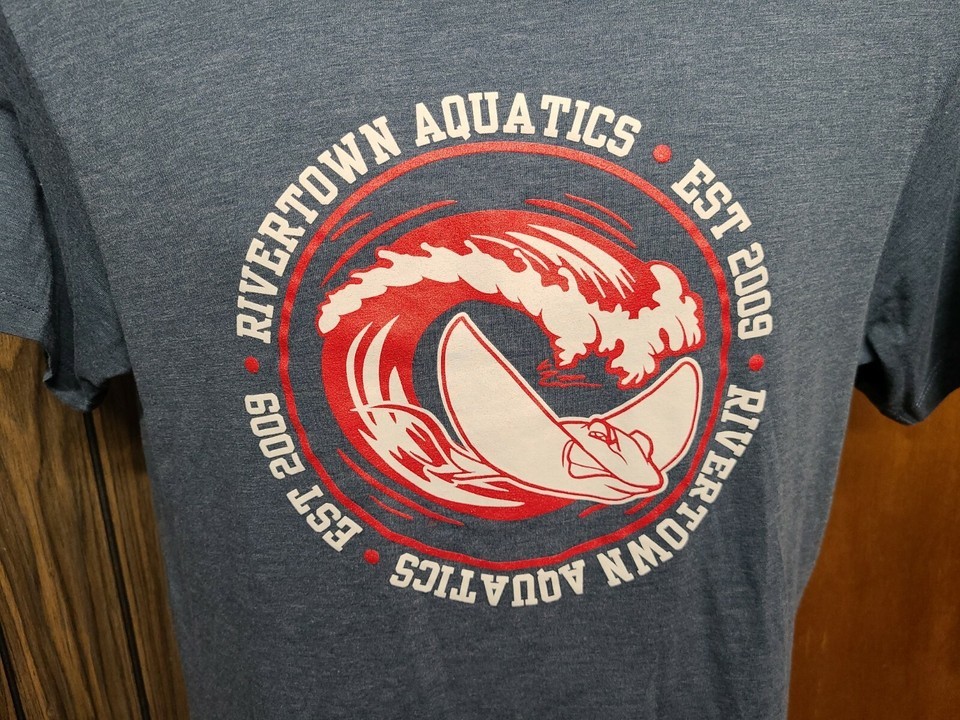 RIVERTOWN AQUATICS • EST 2009 • RIVERTOWN AQUATICS • EST 2009 •